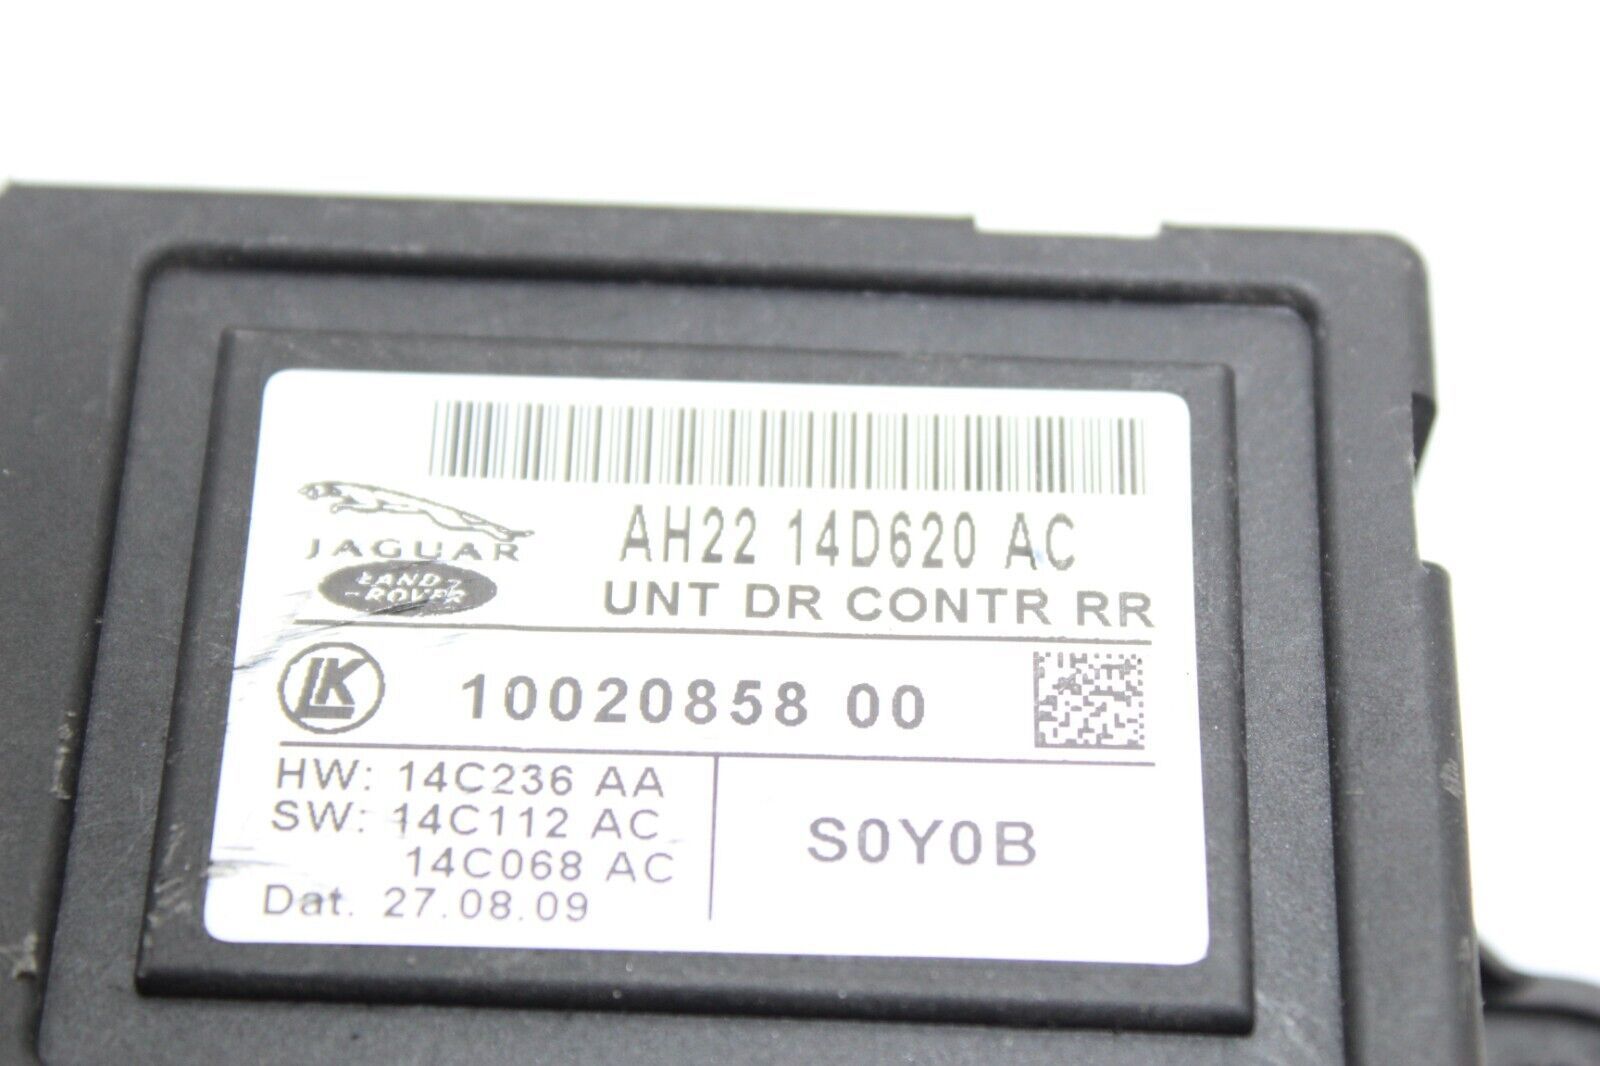 JAGUAR
LAND-
-ROVER
AH22 14D620 AC
UNT DR CONTR RR
LK
10020858 00
HW: 14C236 AA
SW: 14C112 AC
14C068 AC
Dat. 27.08.09
S0Y0B